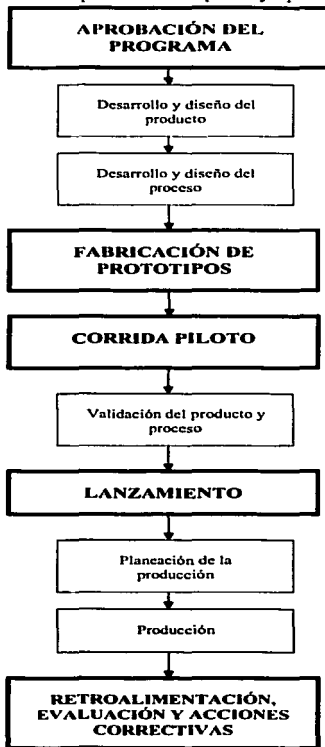 APROBACIÓN DEL
PROGRAMA
Desarrollo y diseño del
producto
Desarrollo y diseño del
proceso
FABRICACIÓN DE
PROTOTIPOS
CORRIDA PILOTO
Validación del producto y
proceso
LANZAMIENTO
Planeación de la
producción
Producción
RETROALIMENTACIÓN,
EVALUACIÓN Y ACCIONES
CORRECTIVAS